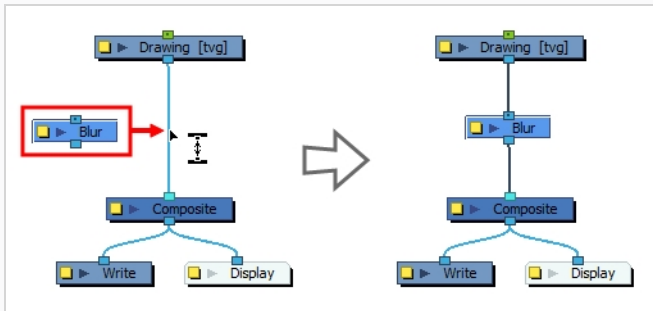 Drawing [tvg]
Blur
Composite
Write
Display
Drawing [tvg]
Blur
Composite
Write
Display